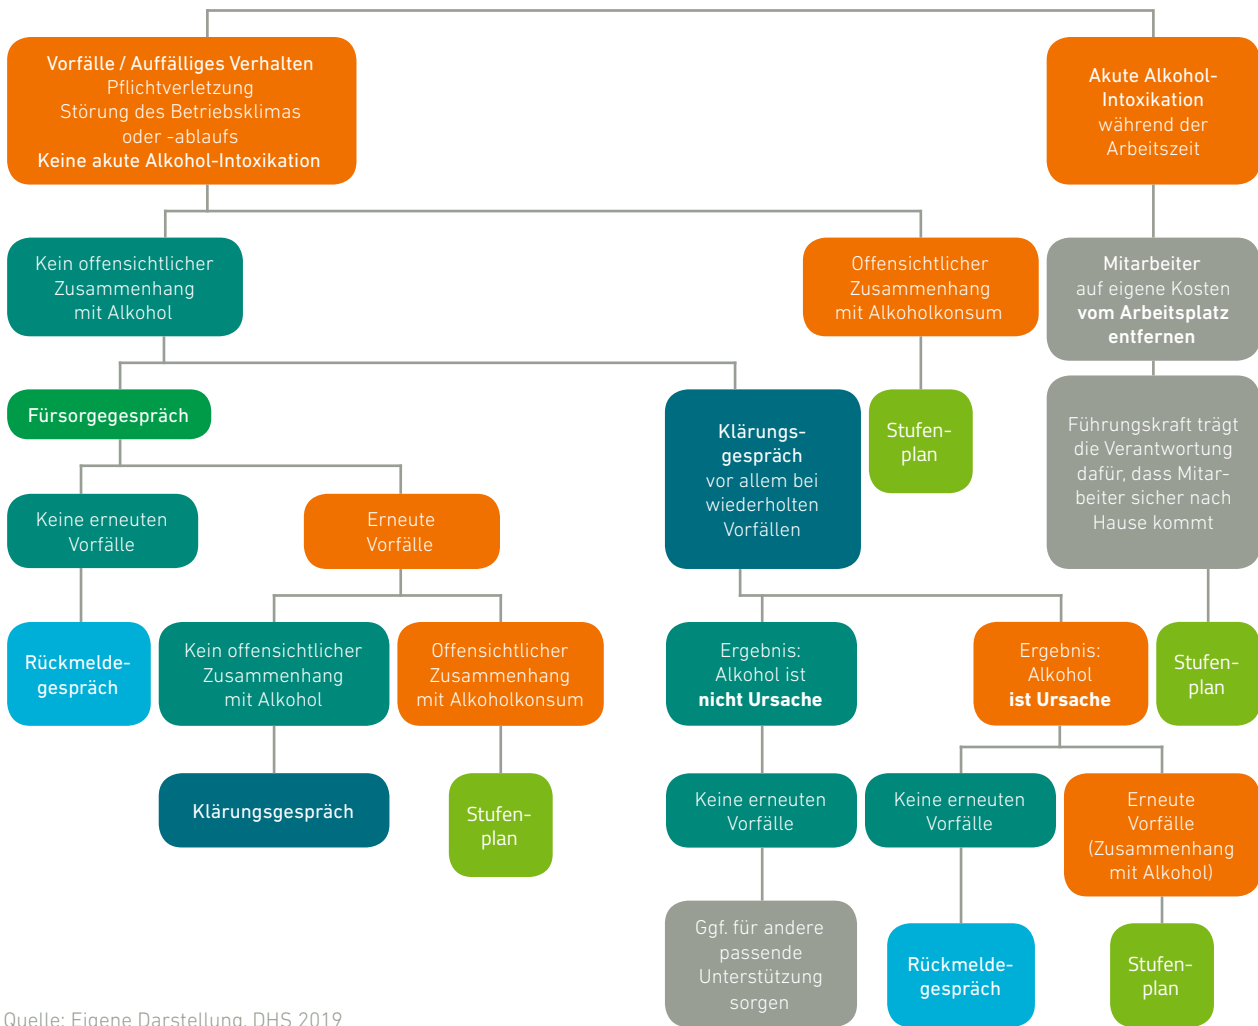 Vorfälle / Auffälliges Verhalten
Pflichtverletzung
Störung des Betriebsklimas
oder -ablaufs
Keine akute Alkohol-Intoxikation
Akute Alkohol-
Intoxikation
während der
Arbeitszeit
Kein offensichtlicher
Zusammenhang
mit Alkohol
Offensichtlicher
Zusammenhang
mit Alkoholkonsum
Mitarbeiter
auf eigene Kosten
vom Arbeitsplatz
entfernen
Fürsorgegespräch
Klärungs-
gespräch
vor allem bei
wiederholten
Vorfällen
Stufen-
plan
Führungskraft trägt
die Verantwortung
dafür, dass Mitar-
beiter sicher nach
Hause kommt
Keine erneuten
Vorfälle
Erneute
Vorfälle
Rückmelde-
gespräch
Kein offensichtlicher
Zusammenhang
mit Alkohol
Offensichtlicher
Zusammenhang
mit Alkoholkonsum
Ergebnis:
Alkohol ist
nicht Ursache
Ergebnis:
Alkohol
ist Ursache
Stufen-
plan
Klärungsgespräch
Stufen-
plan
Keine erneuten
Vorfälle
Keine erneuten
Vorfälle
Erneute
Vorfälle
(Zusammenhang
mit Alkohol)
Ggf. für andere
passende
Unterstützung
sorgen
Rückmelde-
gespräch
Stufen-
plan
Quelle: Eigene Darstellung, DHS 2019